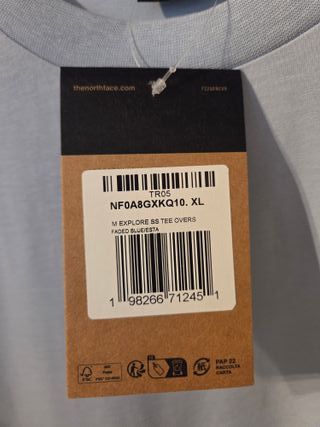 thenorthface.com
TR05
NF0A8GXKQ10. XL
M EXPLORE SS TEE OVERS
FADED BLUE/ESTA
1 98266 71245 1
FSC
PAP 22
RACCOLTA
CARTA